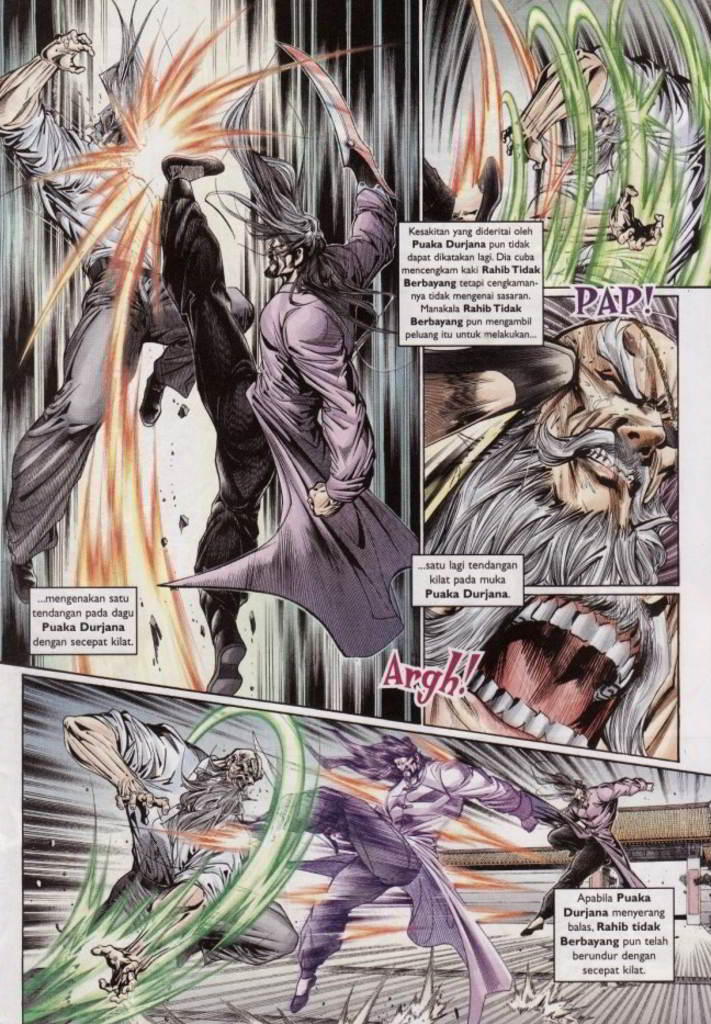 Kesakitan yang dideritai oleh
Puaka Durjana pun tidak
dapat dikatakan lagi. Dia cuba
mencengkam kaki Rahib Tidak
Berbayang tetapi cengkaman-
nya tidak mengenai sasaran.
Manakala Rahib Tidak
Berbayang pun mengambil
peluang itu untuk melakukan...
...mengenakan satu
tendangan pada dagu
Puaka Durjana
dengan secepat kilat.
PAP!
...satu lagi tendangan
kilat pada muka
Puaka Durjana.
Argh!
Apabila Puaka
Durjana menyerang
balas, Rahib tidak
Berbayang pun telah
berundur dengan
secepat kilat.